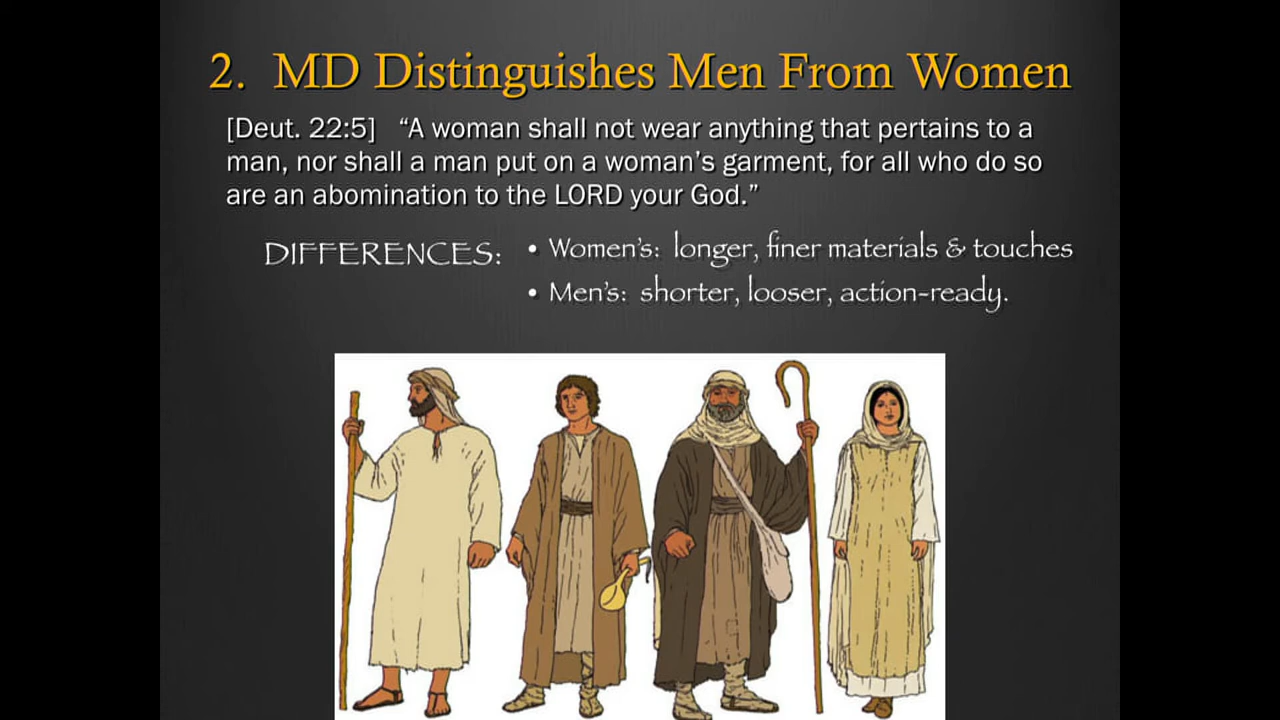 2. MD Distinguishes Men From Women
[Deut. 22:5] “A woman shall not wear anything that pertains to a
man, nor shall a man put on a woman’s garment, for all who do so
are an abomination to the LORD your God.”
DIFFERENCES: • Women’s: longer, finer materials & touches
• Men’s: shorter, looser, action-ready.